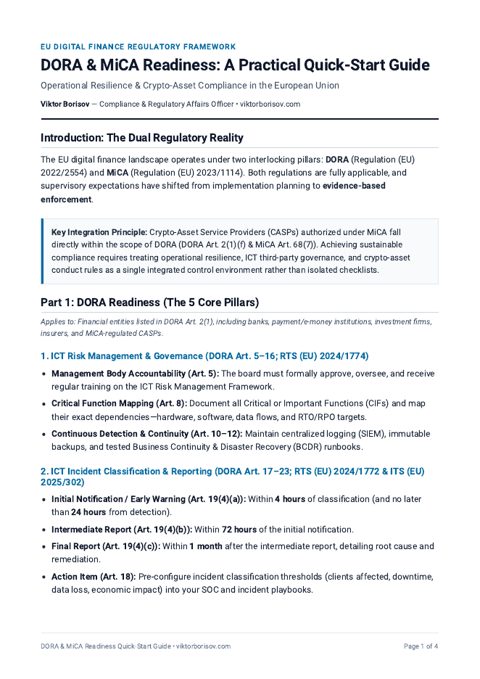 EU DIGITAL FINANCE REGULATORY FRAMEWORK
DORA & MiCA Readiness: A Practical Quick-Start Guide
Operational Resilience & Crypto-Asset Compliance in the European Union
Viktor Borisov — Compliance & Regulatory Affairs Officer • viktorborisov.com
Introduction: The Dual Regulatory Reality
The EU digital finance landscape operates under two interlocking pillars: DORA (Regulation (EU)
2022/2554) and MiCA (Regulation (EU) 2023/1114). Both regulations are fully applicable, and
supervisory expectations have shifted from implementation planning to evidence-based
enforcement.
Key Integration Principle: Crypto-Asset Service Providers (CASPs) authorized under MiCA fall
directly within the scope of DORA (DORA Art. 2(1)(f) & MiCA Art. 68(7)). Achieving sustainable
compliance requires treating operational resilience, ICT third-party governance, and crypto-asset
conduct rules as a single integrated control environment rather than isolated checklists.
Part 1: DORA Readiness (The 5 Core Pillars)
Applies to: Financial entities listed in DORA Art. 2(1), including banks, payment/e-money institutions, investment firms,
insurers, and MiCA-regulated CASPs.
1. ICT Risk Management & Governance (DORA Art. 5–16; RTS (EU) 2024/1774)
• Management Body Accountability (Art. 5): The board must formally approve, oversee, and receive
regular training on the ICT Risk Management Framework.
• Critical Function Mapping (Art. 8): Document all Critical or Important Functions (CIFs) and map
their exact dependencies—hardware, software, data flows, and RTO/RPO targets.
• Continuous Detection & Continuity (Art. 10–12): Maintain centralized logging (SIEM), immutable
backups, and tested Business Continuity & Disaster Recovery (BCDR) runbooks.
2. ICT Incident Classification & Reporting (DORA Art. 17–23; RTS (EU) 2024/1772 & ITS (EU)
2025/302)
• Initial Notification / Early Warning (Art. 19(4)(a)): Within 4 hours of classification (and no later
than 24 hours from detection).
• Intermediate Report (Art. 19(4)(b)): Within 72 hours of the initial notification.
• Final Report (Art. 19(4)(c)): Within 1 month after the intermediate report, detailing root cause and
remediation.
• Action Item (Art. 18): Pre-configure incident classification thresholds (clients affected, downtime,
data loss, economic impact) into your SOC and incident playbooks.
DORA & MiCA Readiness Quick-Start Guide • viktorborisov.com
Page 1 of 4